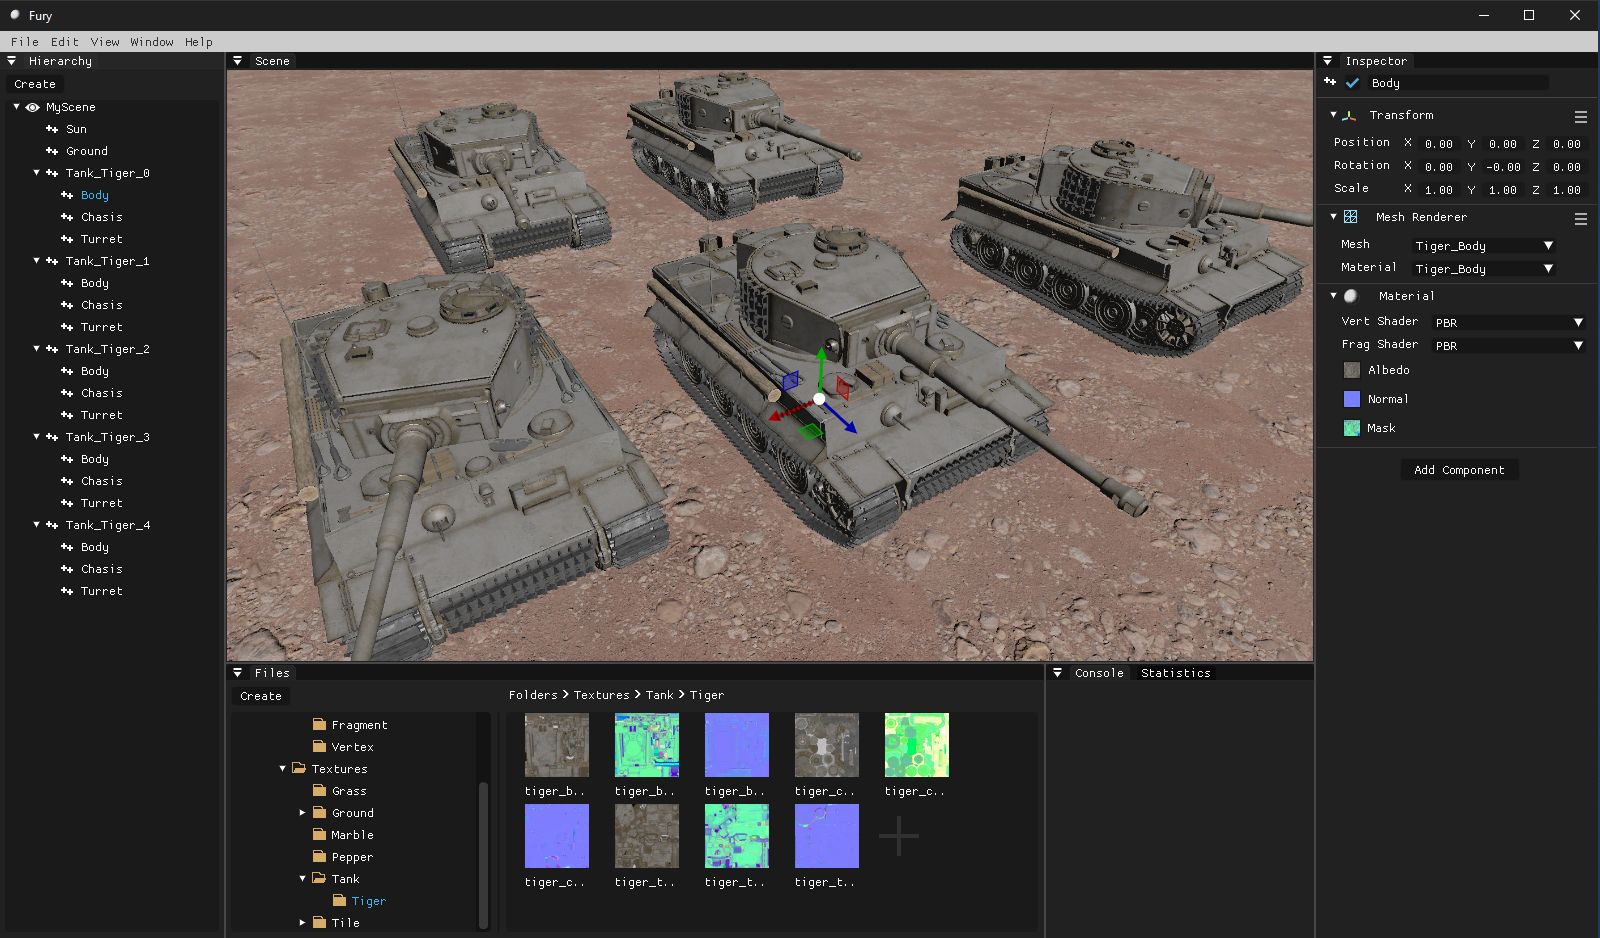 Fury
File Edit View Window Help
Hierarchy
Create
MyScene
Sun
Ground
Tank_Tiger_0
Body
Chasis
Turret
Tank_Tiger_1
Body
Chasis
Turret
Tank_Tiger_2
Body
Chasis
Turret
Tank_Tiger_3
Body
Chasis
Turret
Tank_Tiger_4
Body
Chasis
Turret
Scene
Files
Create
Fragment
Vertex
Textures
Grass
Ground
Marble
Pepper
Tank
Tiger
Tile
Folders > Textures > Tank > Tiger
tiger_b.. tiger_b.. tiger_b.. tiger_c.. tiger_c..
tiger_c.. tiger_t.. tiger_t.. tiger_t..
Console Statistics
Inspector
Body
Transform
Position X 0.00 Y 0.00 Z 0.00
Rotation X 0.00 Y -0.00 Z 0.00
Scale X 1.00 Y 1.00 Z 1.00
Mesh Renderer
Mesh Tiger_Body
Material Tiger_Body
Material
Vert Shader PBR
Frag Shader PBR
Albedo
Normal
Mask
Add Component